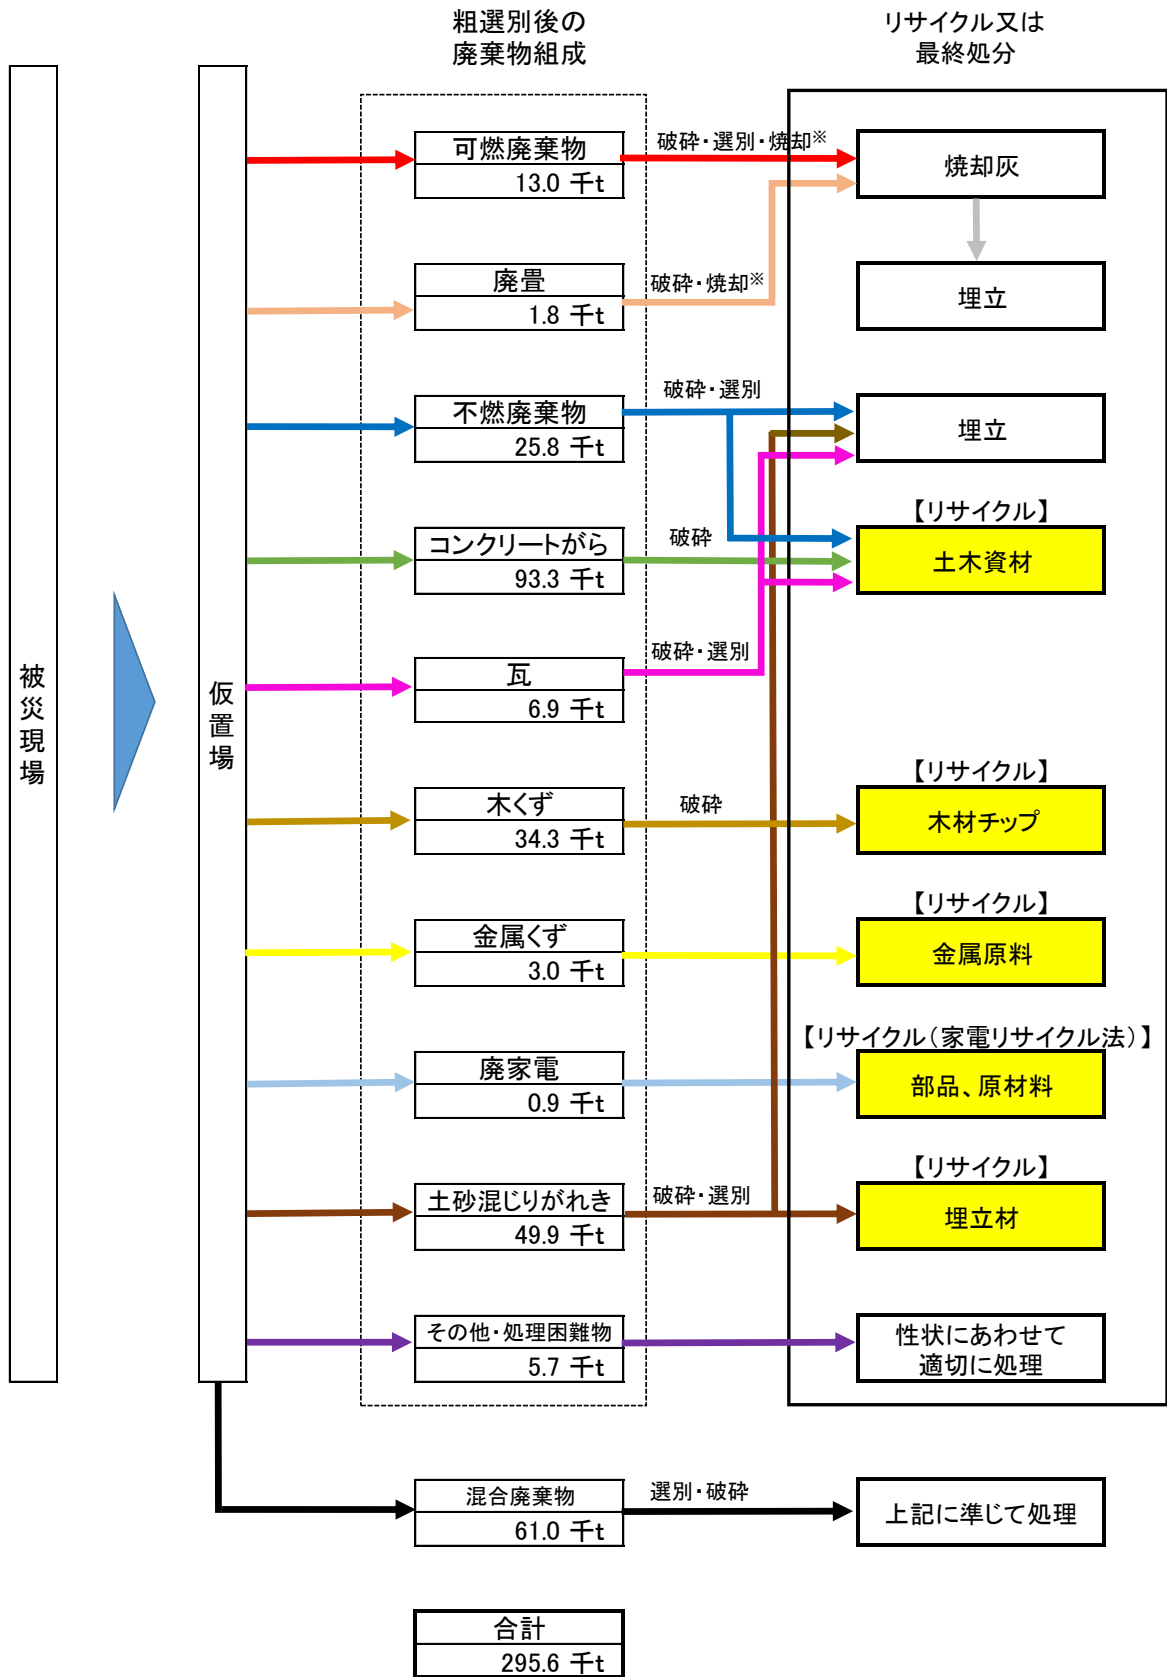 粗選別後の
廃棄物組成
リサイクル又は
最終処分
被災現場
仮置場
可燃廃棄物
13.0 千t
破砕・選別・焼却※
焼却灰
廃畳
1.8 千t
破砕・焼却※
埋立
不燃廃棄物
25.8 千t
破砕・選別
埋立
コンクリートがら
93.3 千t
破砕
【リサイクル】
土木資材
瓦
6.9 千t
破砕・選別
木くず
34.3 千t
破砕
【リサイクル】
木材チップ
金属くず
3.0 千t
【リサイクル】
金属原料
廃家電
0.9 千t
【リサイクル(家電リサイクル法)】
部品、原材料
土砂混じりがれき
49.9 千t
破砕・選別
【リサイクル】
埋立材
その他・処理困難物
5.7 千t
性状にあわせて
適切に処理
混合廃棄物
61.0 千t
選別・破砕
上記に準じて処理
合計
295.6 千t